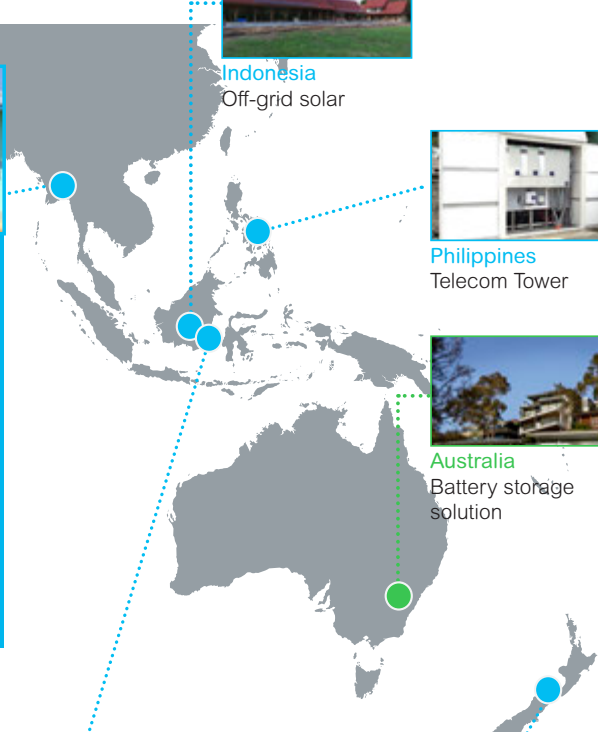 Indonesia
Off-grid solar
Philippines
Telecom Tower
Australia
Battery storage
solution